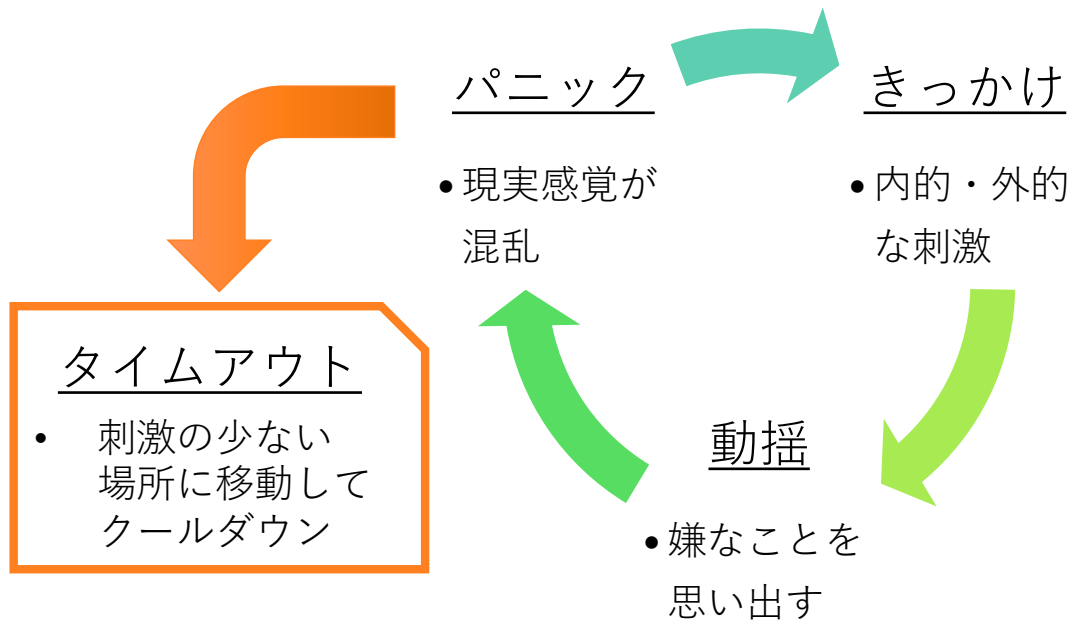 パニック
• 現実感覚が
混乱
きっかけ
• 内的・外的
な刺激
動揺
• 嫌なことを
思い出す
タイムアウト
• 刺激の少ない
場所に移動して
クールダウン